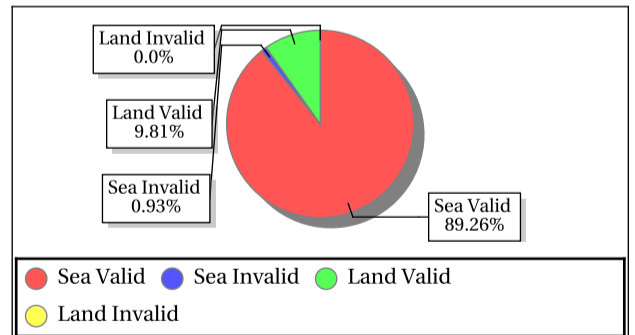 Land Invalid
0.0%
Land Valid
9.81%
Sea Invalid
0.93%
Sea Valid
89.26%
Sea Valid Sea Invalid Land Valid
Land Invalid